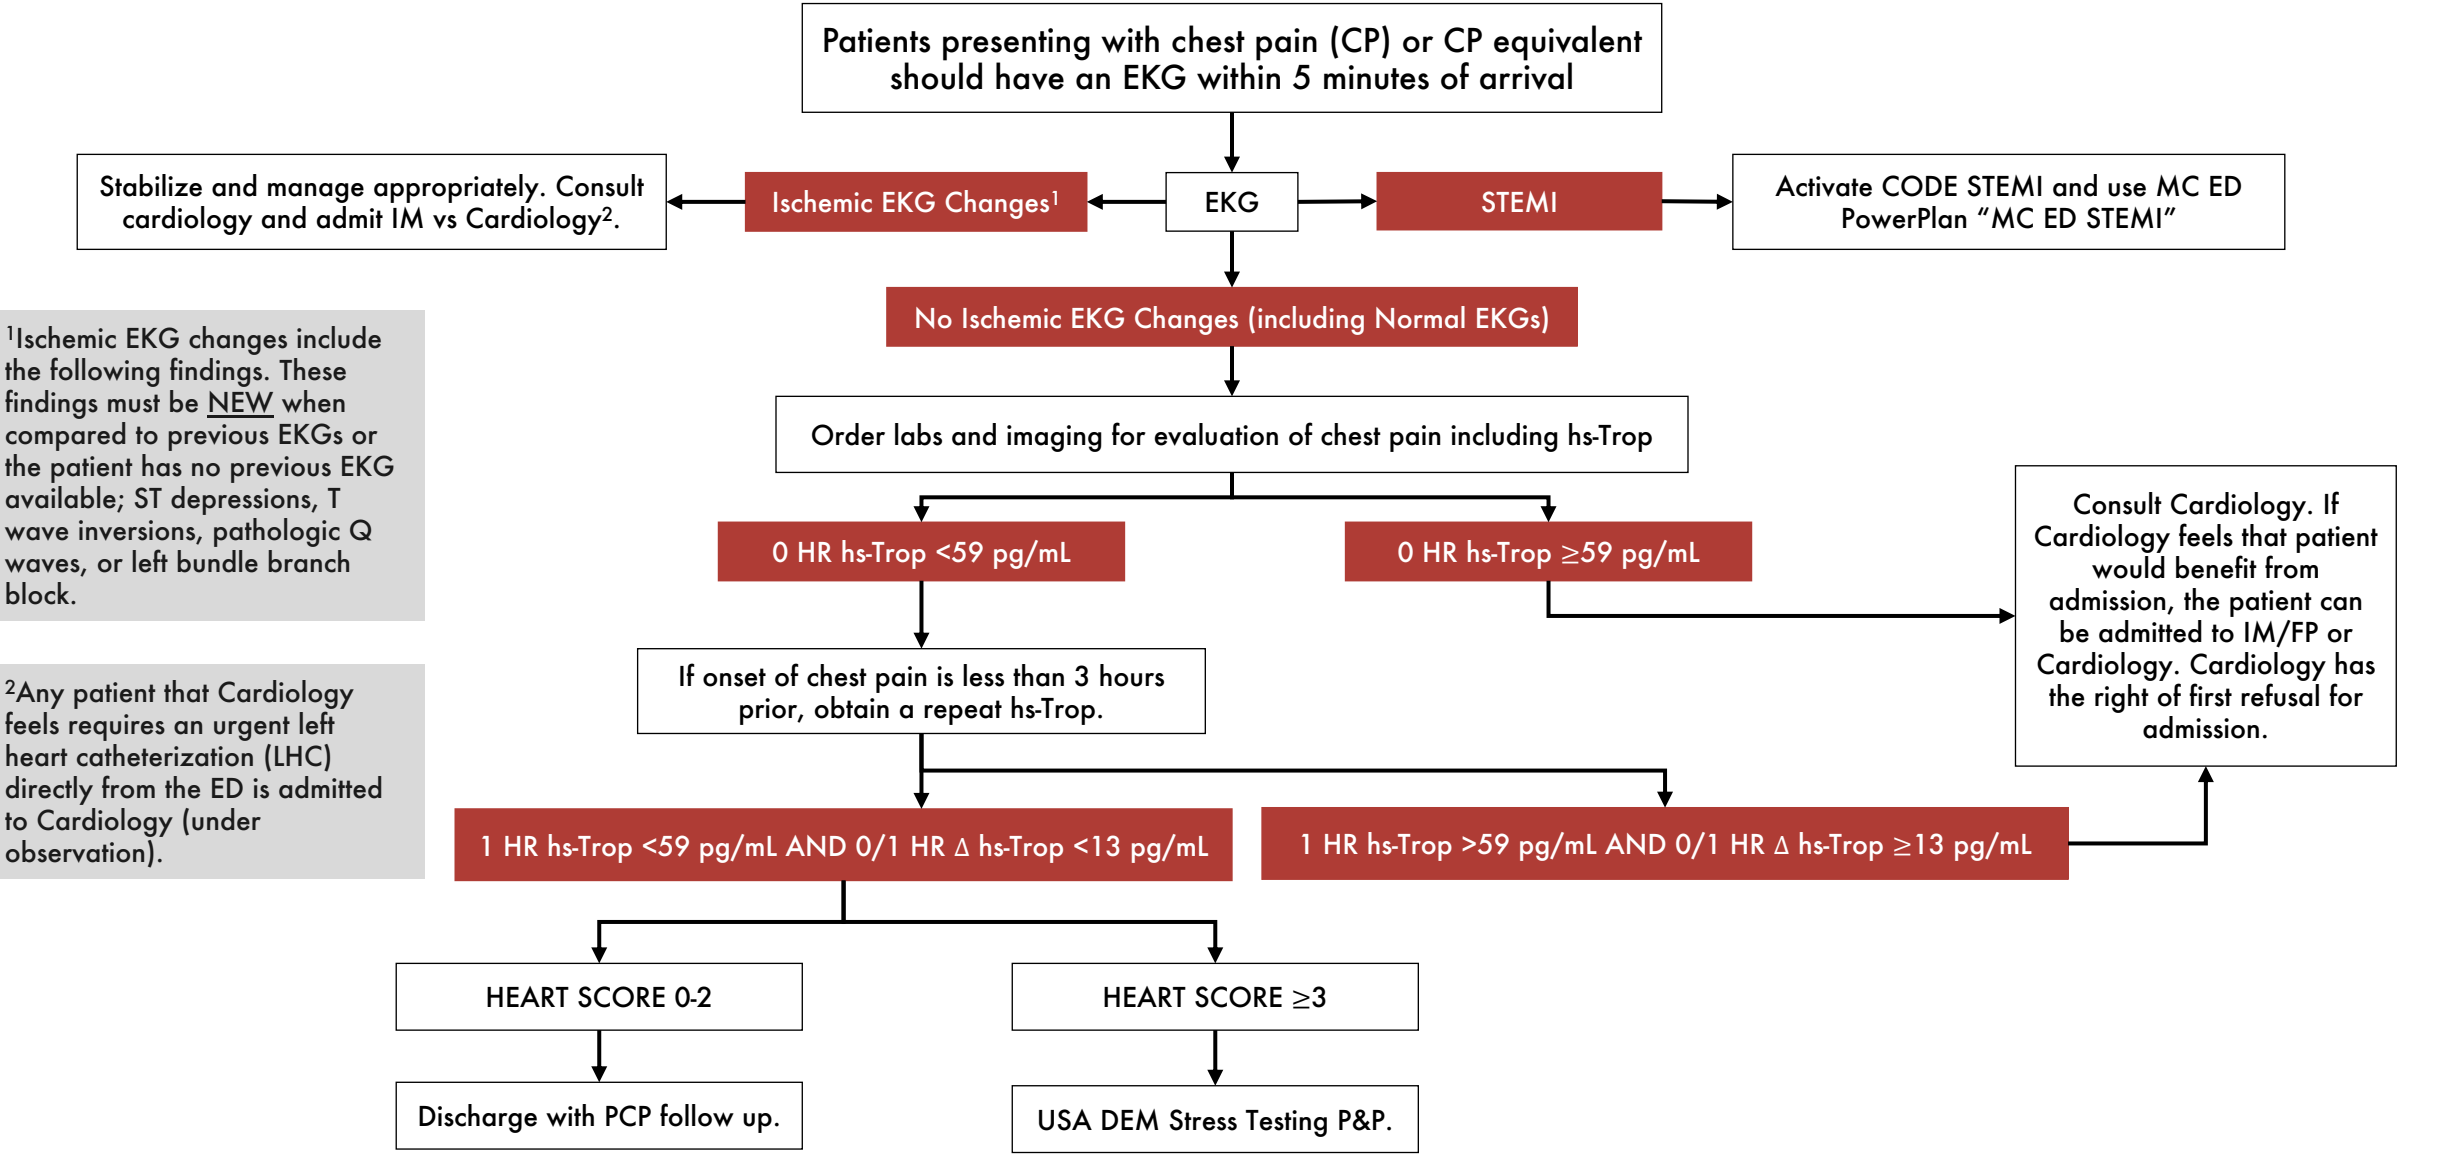 Patients presenting with chest pain (CP) or CP equivalent
should have an EKG within 5 minutes of arrival
Stabilize and manage appropriately. Consult
cardiology and admit IM vs Cardiology².
Ischemic EKG Changes¹
EKG
STEMI
Activate CODE STEMI and use MC ED
PowerPlan “MC ED STEMI”
No Ischemic EKG Changes (including Normal EKGs)
¹Ischemic EKG changes include
the following findings. These
findings must be NEW when
compared to previous EKGs or
the patient has no previous EKG
available; ST depressions, T
wave inversions, pathologic Q
waves, or left bundle branch
block.
Order labs and imaging for evaluation of chest pain including hs-Trop
0 HR hs-Trop <59 pg/mL
0 HR hs-Trop ≥59 pg/mL
Consult Cardiology. If
Cardiology feels that patient
would benefit from
admission, the patient can
be admitted to IM/FP or
Cardiology. Cardiology has
the right of first refusal for
admission.
If onset of chest pain is less than 3 hours
prior, obtain a repeat hs-Trop.
²Any patient that Cardiology
feels requires an urgent left
heart catheterization (LHC)
directly from the ED is admitted
to Cardiology (under
observation).
1 HR hs-Trop <59 pg/mL AND 0/1 HR Δ hs-Trop <13 pg/mL
1 HR hs-Trop >59 pg/mL AND 0/1 HR Δ hs-Trop ≥13 pg/mL
HEART SCORE 0-2
HEART SCORE ≥3
Discharge with PCP follow up.
USA DEM Stress Testing P&P.